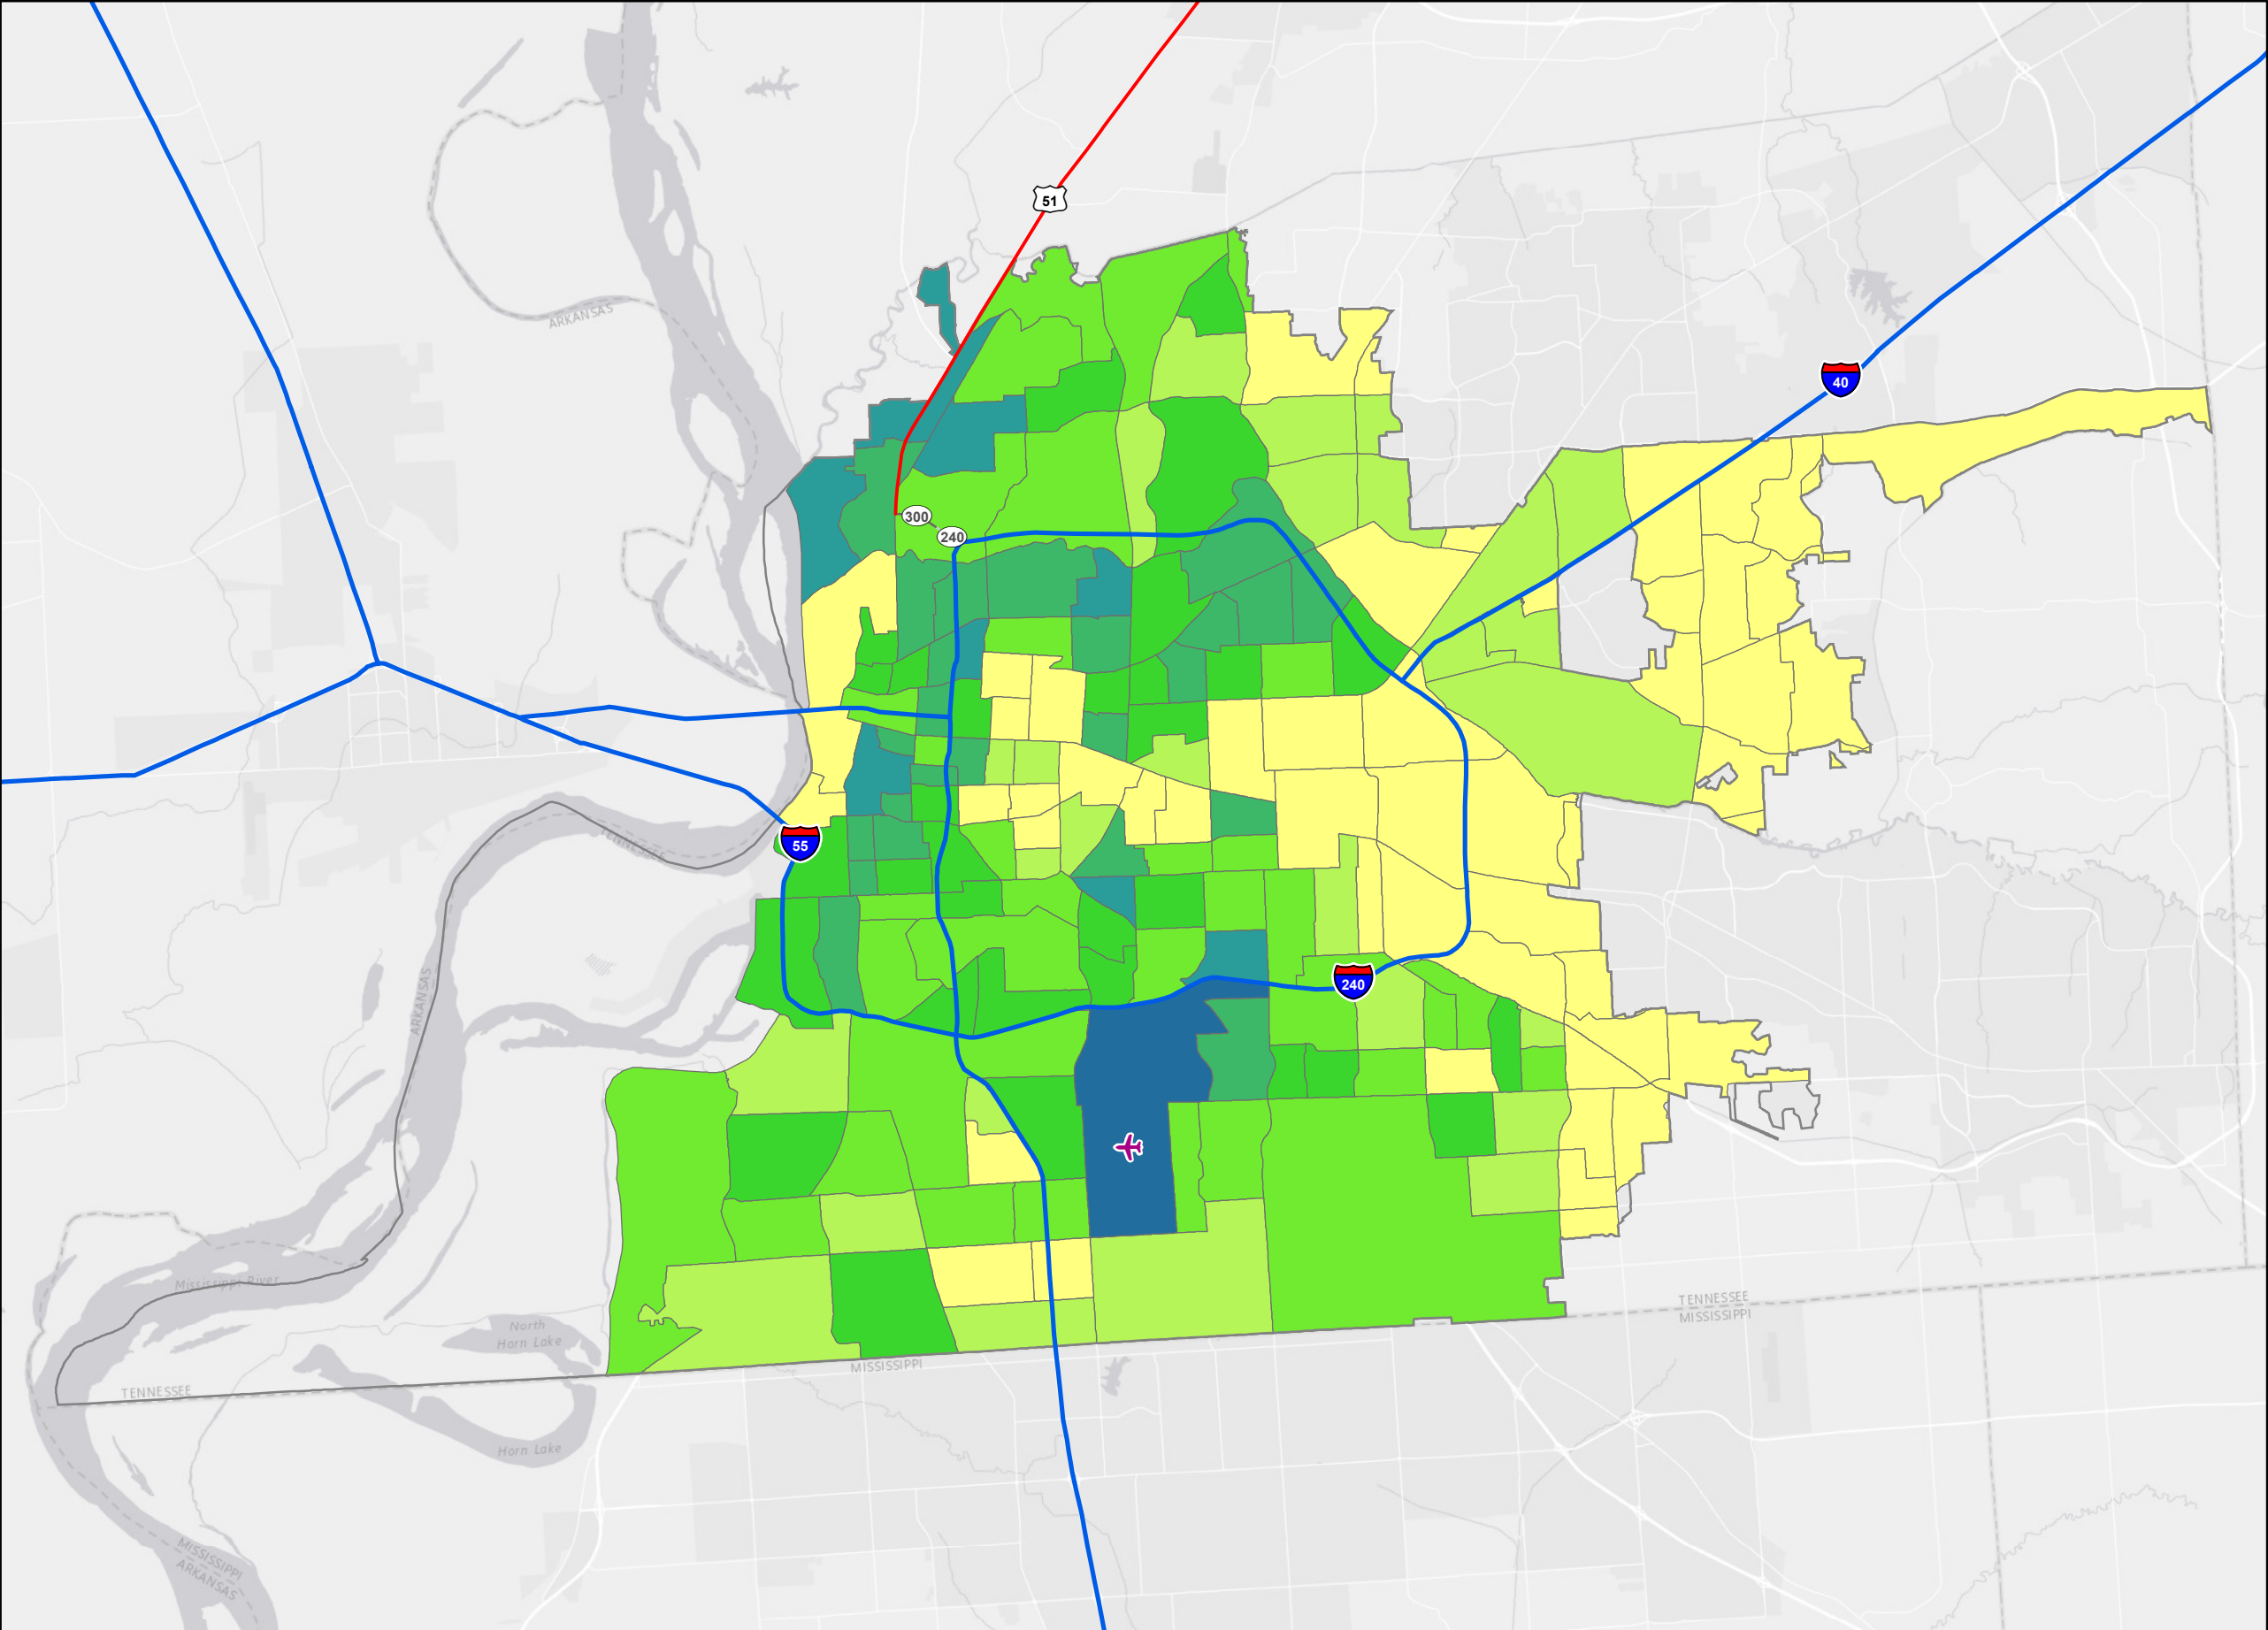 51
ARKANSAS
40
300
240
55
TENNESSEE
ARKANSAS
240
Mississippi River
TENNESSEE
MISSISSIPPI
North
Horn Lake
MISSISSIPPI
TENNESSEE
Horn Lake
MISSISSIPPI
ARKANSAS